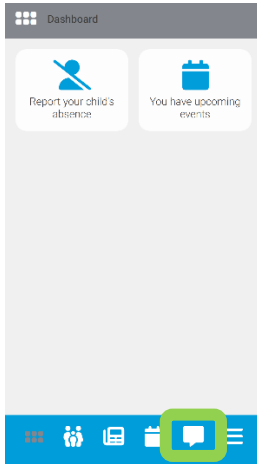 Dashboard
Report your child's
absence
You have upcoming
events